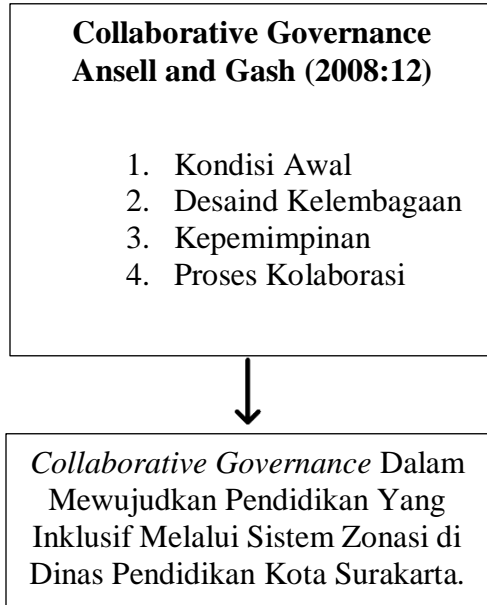 Collaborative Governance
Ansell and Gash (2008:12)
1. Kondisi Awal
2. Desaind Kelembagaan
3. Kepemimpinan
4. Proses Kolaborasi
Collaborative Governance Dalam
Mewujudkan Pendidikan Yang
Inklusif Melalui Sistem Zonasi di
Dinas Pendidikan Kota Surakarta.